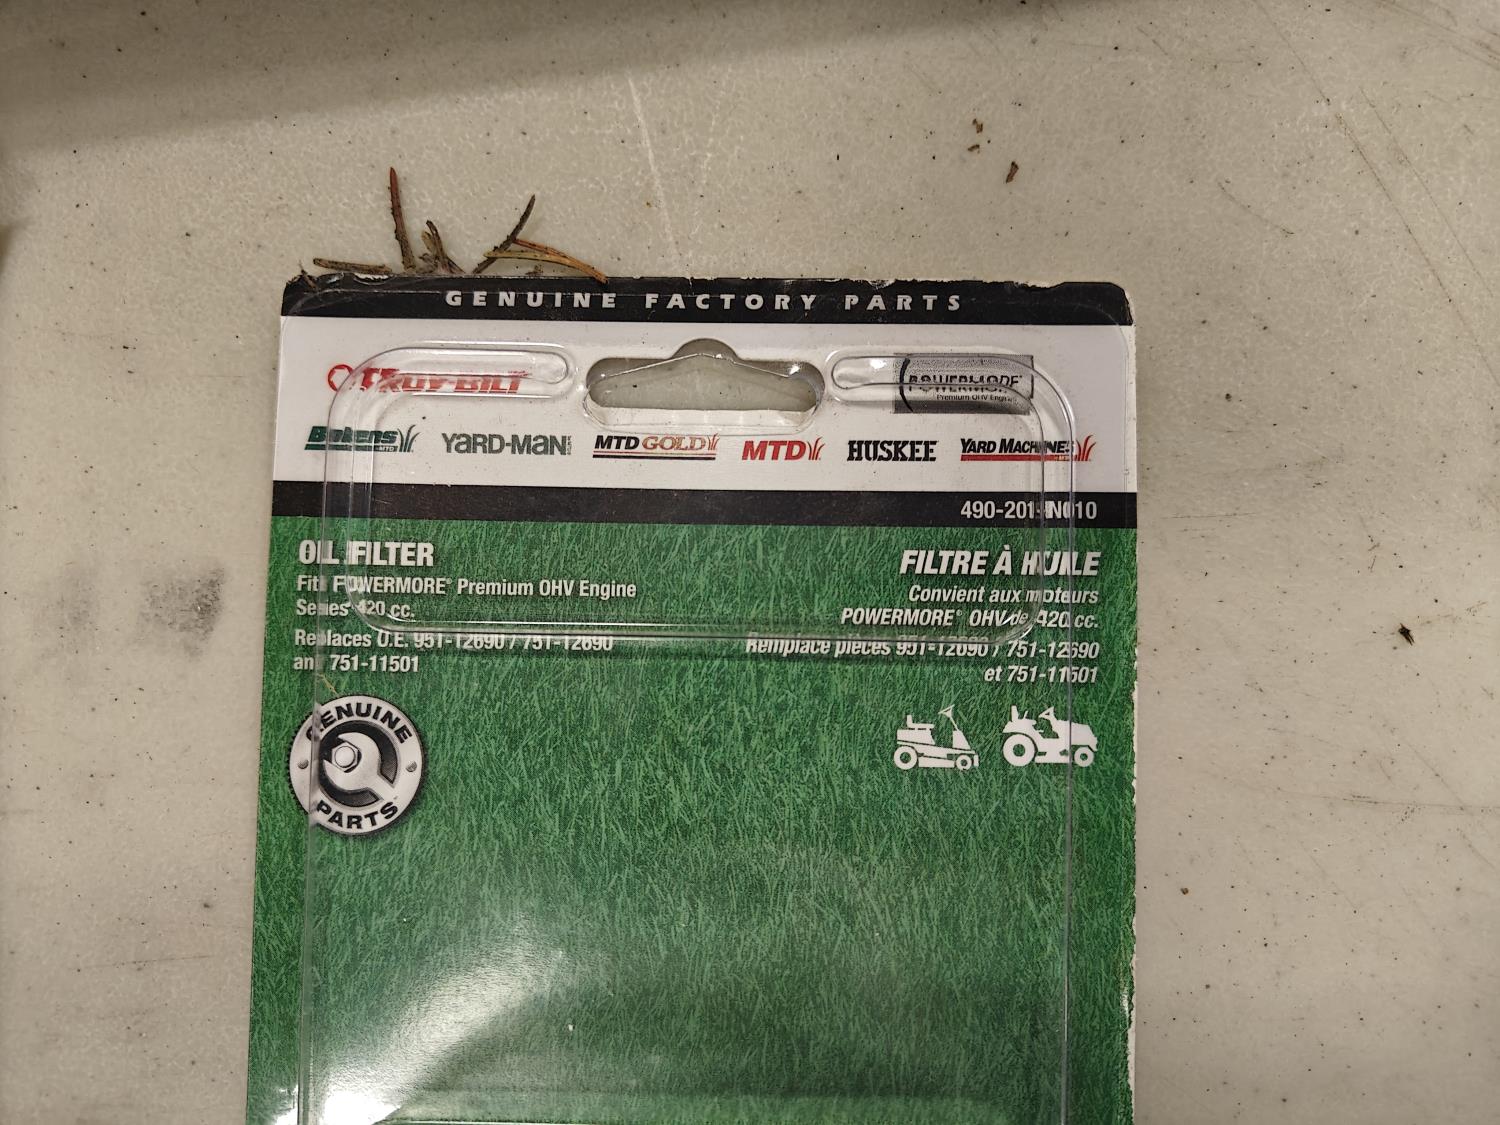 GENUINE FACTORY PARTS
TROY-BILT
POWERMORE®
Premium OHV Engine
Bolens YARD-MAN MTD GOLD MTD HUSKEE YARD MACHINES
490-201-N010
OIL FILTER
Fits POWERMORE® Premium OHV Engine
Series 420 cc.
Replaces O.E. 951-12690 / 751-12690
and 751-11501
FILTRE À HUILE
Convient aux moteurs
POWERMORE® OHV de 420 cc.
Remplace pièces 951-12690 / 751-12690
et 751-11501
GENUINE
PARTS